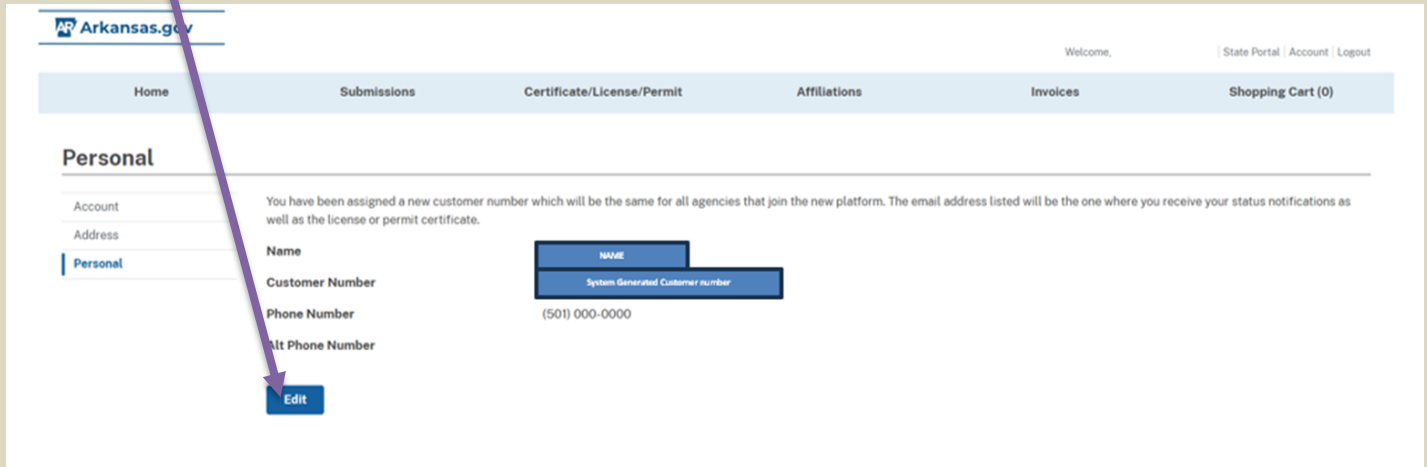 AR Arkansas.gov
Welcome, | State Portal | Account | Logout
Home Submissions Certificate/License/Permit Affiliations Invoices Shopping Cart (0)
Personal
Account
Address
Personal
You have been assigned a new customer number which will be the same for all agencies that join the new platform. The email address listed will be the one where you receive your status notifications as
well as the license or permit certificate.
Name NAME
Customer Number System Generated Customer number
Phone Number (501) 000-0000
Alt Phone Number
Edit